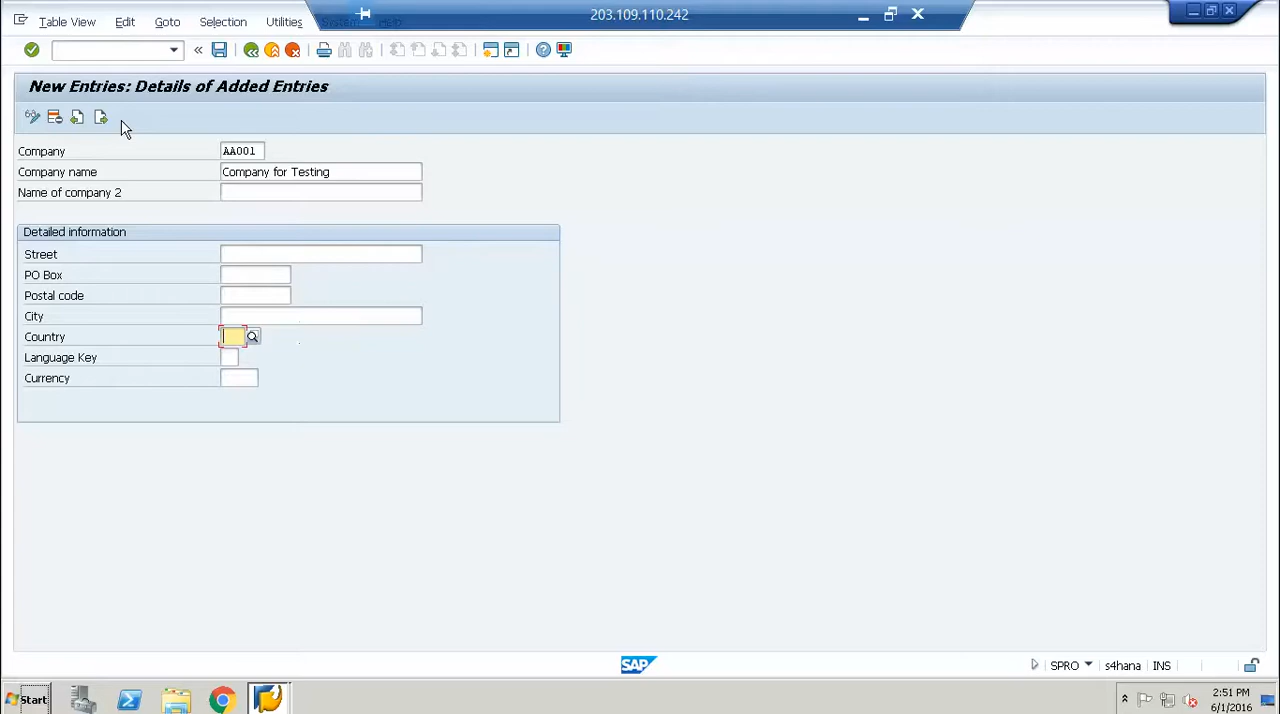 203.109.110.242
Table View Edit Goto Selection Utilities
New Entries: Details of Added Entries
Company AA001
Company name Company for Testing
Name of company 2
Detailed information
Street
PO Box
Postal code
City
Country
Language Key
Currency
SAP SPRO s4hana INS
Start 2:51 PM
6/1/2016